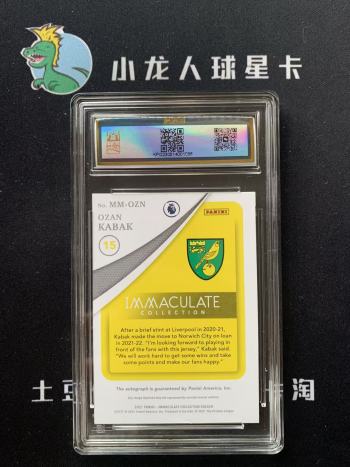 小龙人球星卡
No. MM-OZN
OZAN
KABAK
15
PANINI
IMMACULATE
COLLECTION
After a brief stint at Liverpool in 2020-21,
Kabak made the move to Norwich City on loan
in 2021-22. "I'm looking forward to playing in
front of the fans with this jersey," Kabak said.
"We will work hard to get some wins and take
some points and make our fans happy."
The autograph is guaranteed by Panini America, Inc.
土豆
卡淘